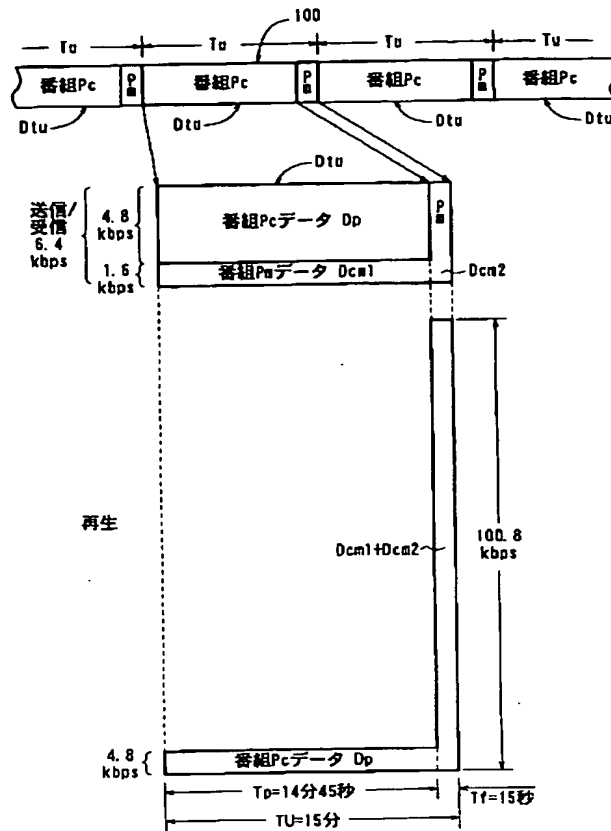 100
Tu Tu Tu Tu
番組Pc Pm 番組Pc Pm 番組Pc Pm 番組Pc
Dtu Dtu Dtu Dtu
Dtu
送信/
受信
6.4
kbps
4.8
kbps
番組Pcデータ Dp
Pm
1.6
kbps
番組Pmデータ Dcm1
Dcm2
再生
Dcm1+Dcm2
100.8
kbps
4.8
kbps
番組Pcデータ Dp
Tp=14分45秒
Tf=15秒
TU=15分